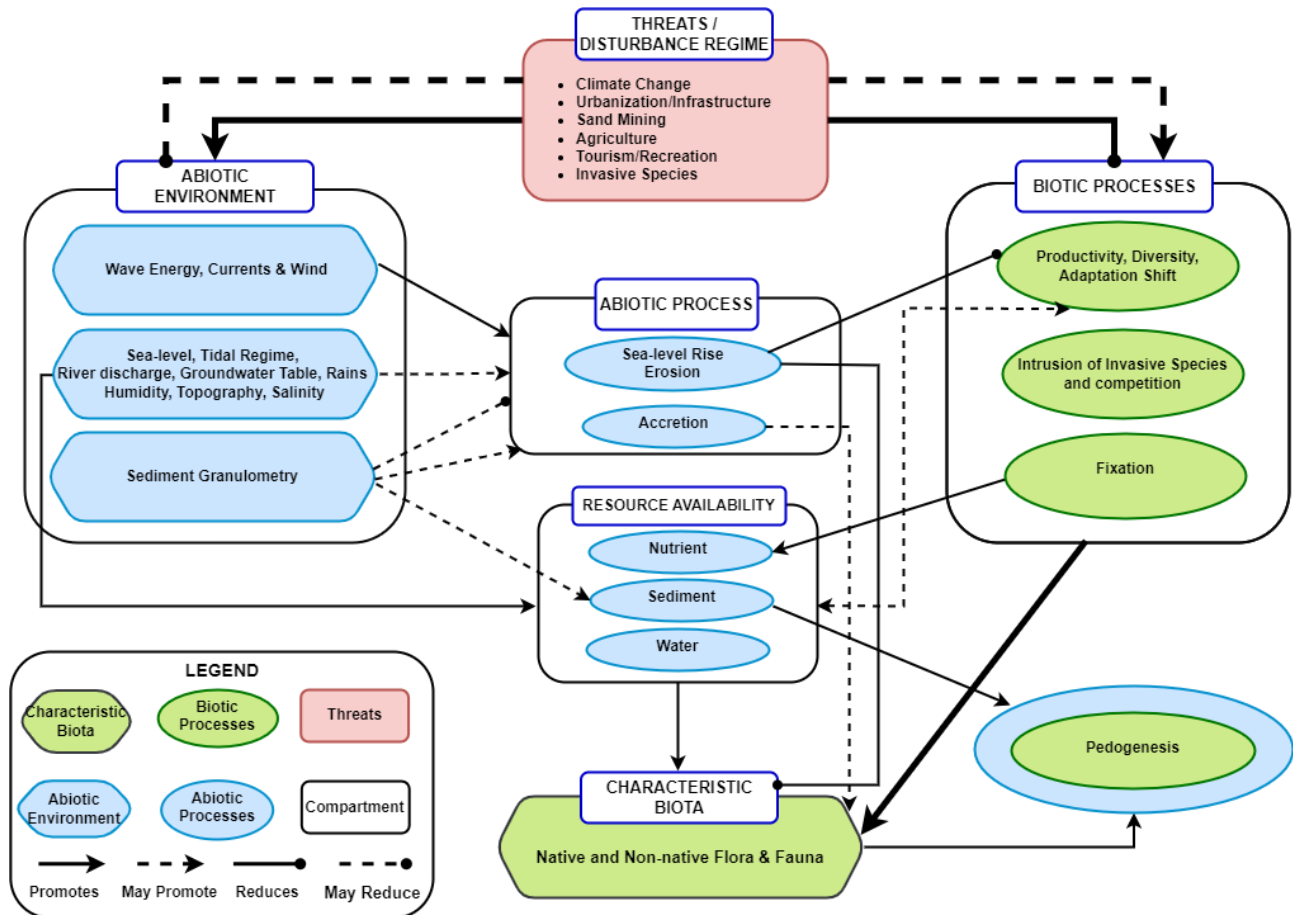 THREATS /
DISTURBANCE REGIME
• Climate Change
• Urbanization/Infrastructure
• Sand Mining
• Agriculture
• Tourism/Recreation
• Invasive Species
ABIOTIC
ENVIRONMENT
Wave Energy, Currents & Wind
Sea-level, Tidal Regime,
River discharge, Groundwater Table, Rains
Humidity, Topography, Salinity
Sediment Granulometry
ABIOTIC PROCESS
Sea-level Rise
Erosion
Accretion
RESOURCE AVAILABILITY
Nutrient
Sediment
Water
BIOTIC PROCESSES
Productivity, Diversity,
Adaptation Shift
Intrusion of Invasive Species
and competition
Fixation
Pedogenesis
CHARACTERISTIC
BIOTA
Native and Non-native Flora & Fauna
LEGEND
Characteristic
Biota
Biotic
Processes
Threats
Abiotic
Environment
Abiotic
Processes
Compartment
Promotes
May Promote
Reduces
May Reduce